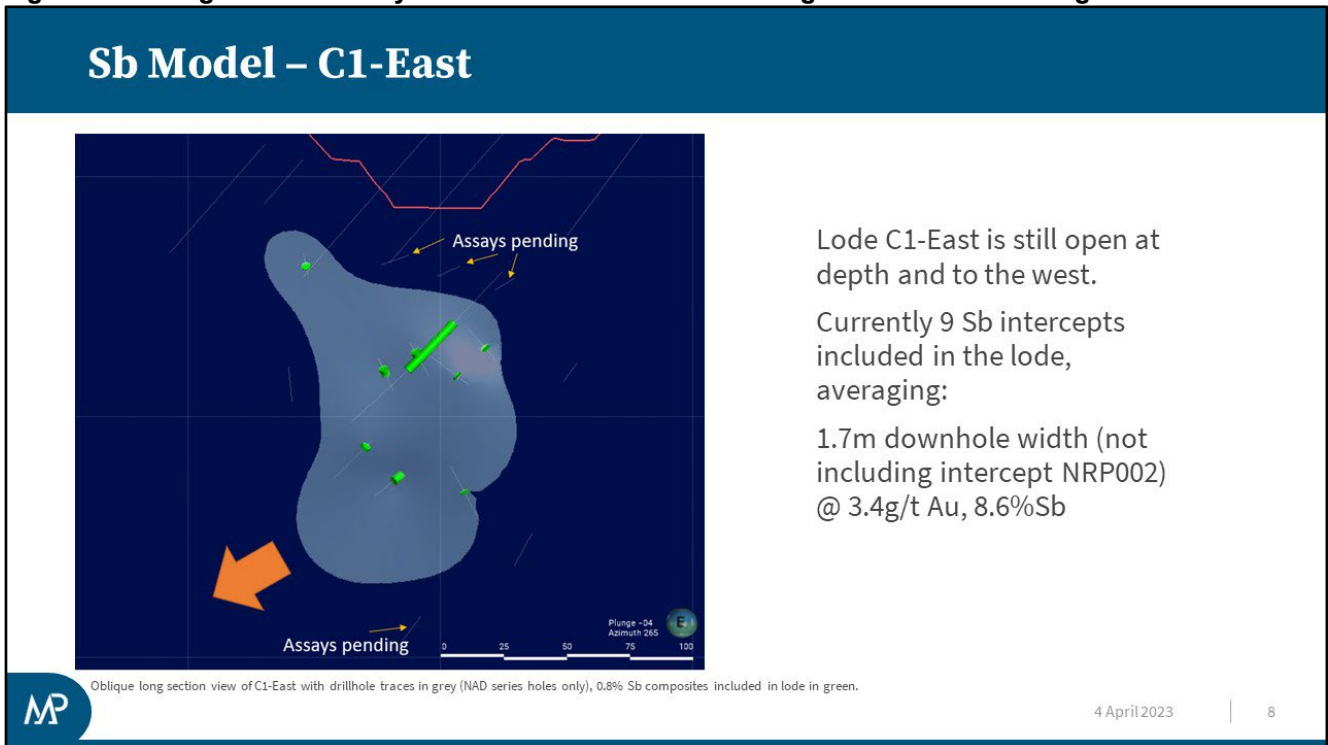 Sb Model – C1-East
Assays pending
Lode C1-East is still open at
depth and to the west.
Currently 9 Sb intercepts
included in the lode,
averaging:
1.7m downhole width (not
including intercept NRP002)
@ 3.4g/t Au, 8.6%Sb
Plunge -04
Azimuth 265
E
Assays pending
0 25 50 75 100
Oblique long section view of C1-East with drillhole traces in grey (NAD series holes only), 0.8% Sb composites included in lode in green.
MP
4 April 2023 8